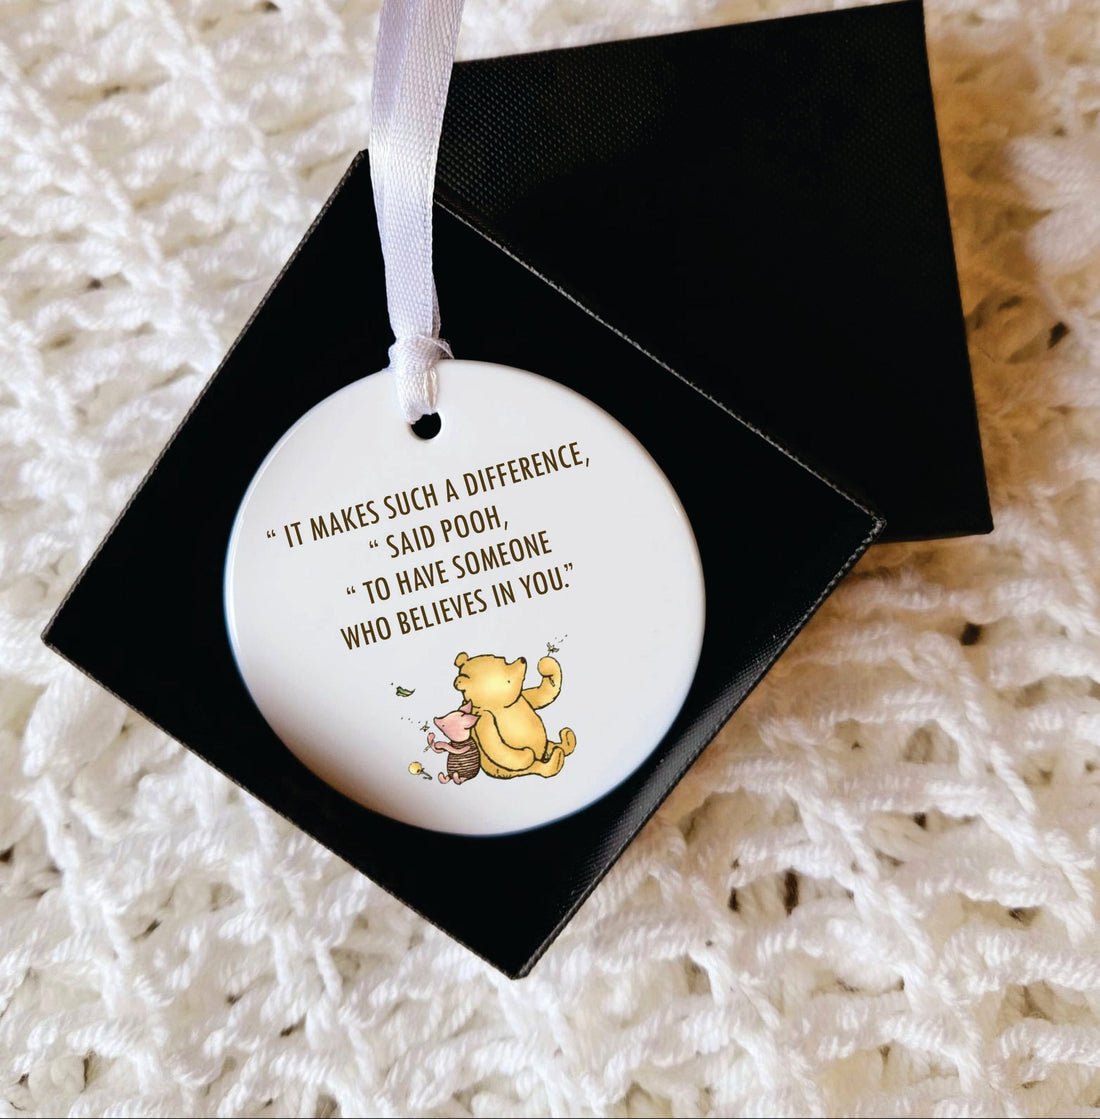 “ IT MAKES SUCH A DIFFERENCE,
“ SAID POOH,
“ TO HAVE SOMEONE
WHO BELIEVES IN YOU.”